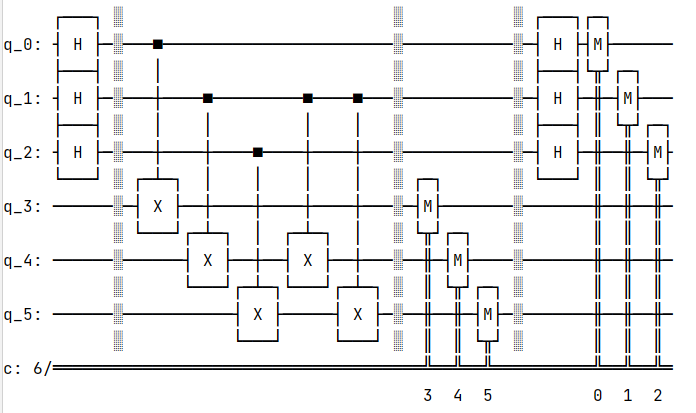 q_0: H H M
q_1: H H M
q_2: H H M
q_3: X M
q_4: X X M
q_5: X X M
c: 6/
3 4 5 0 1 2